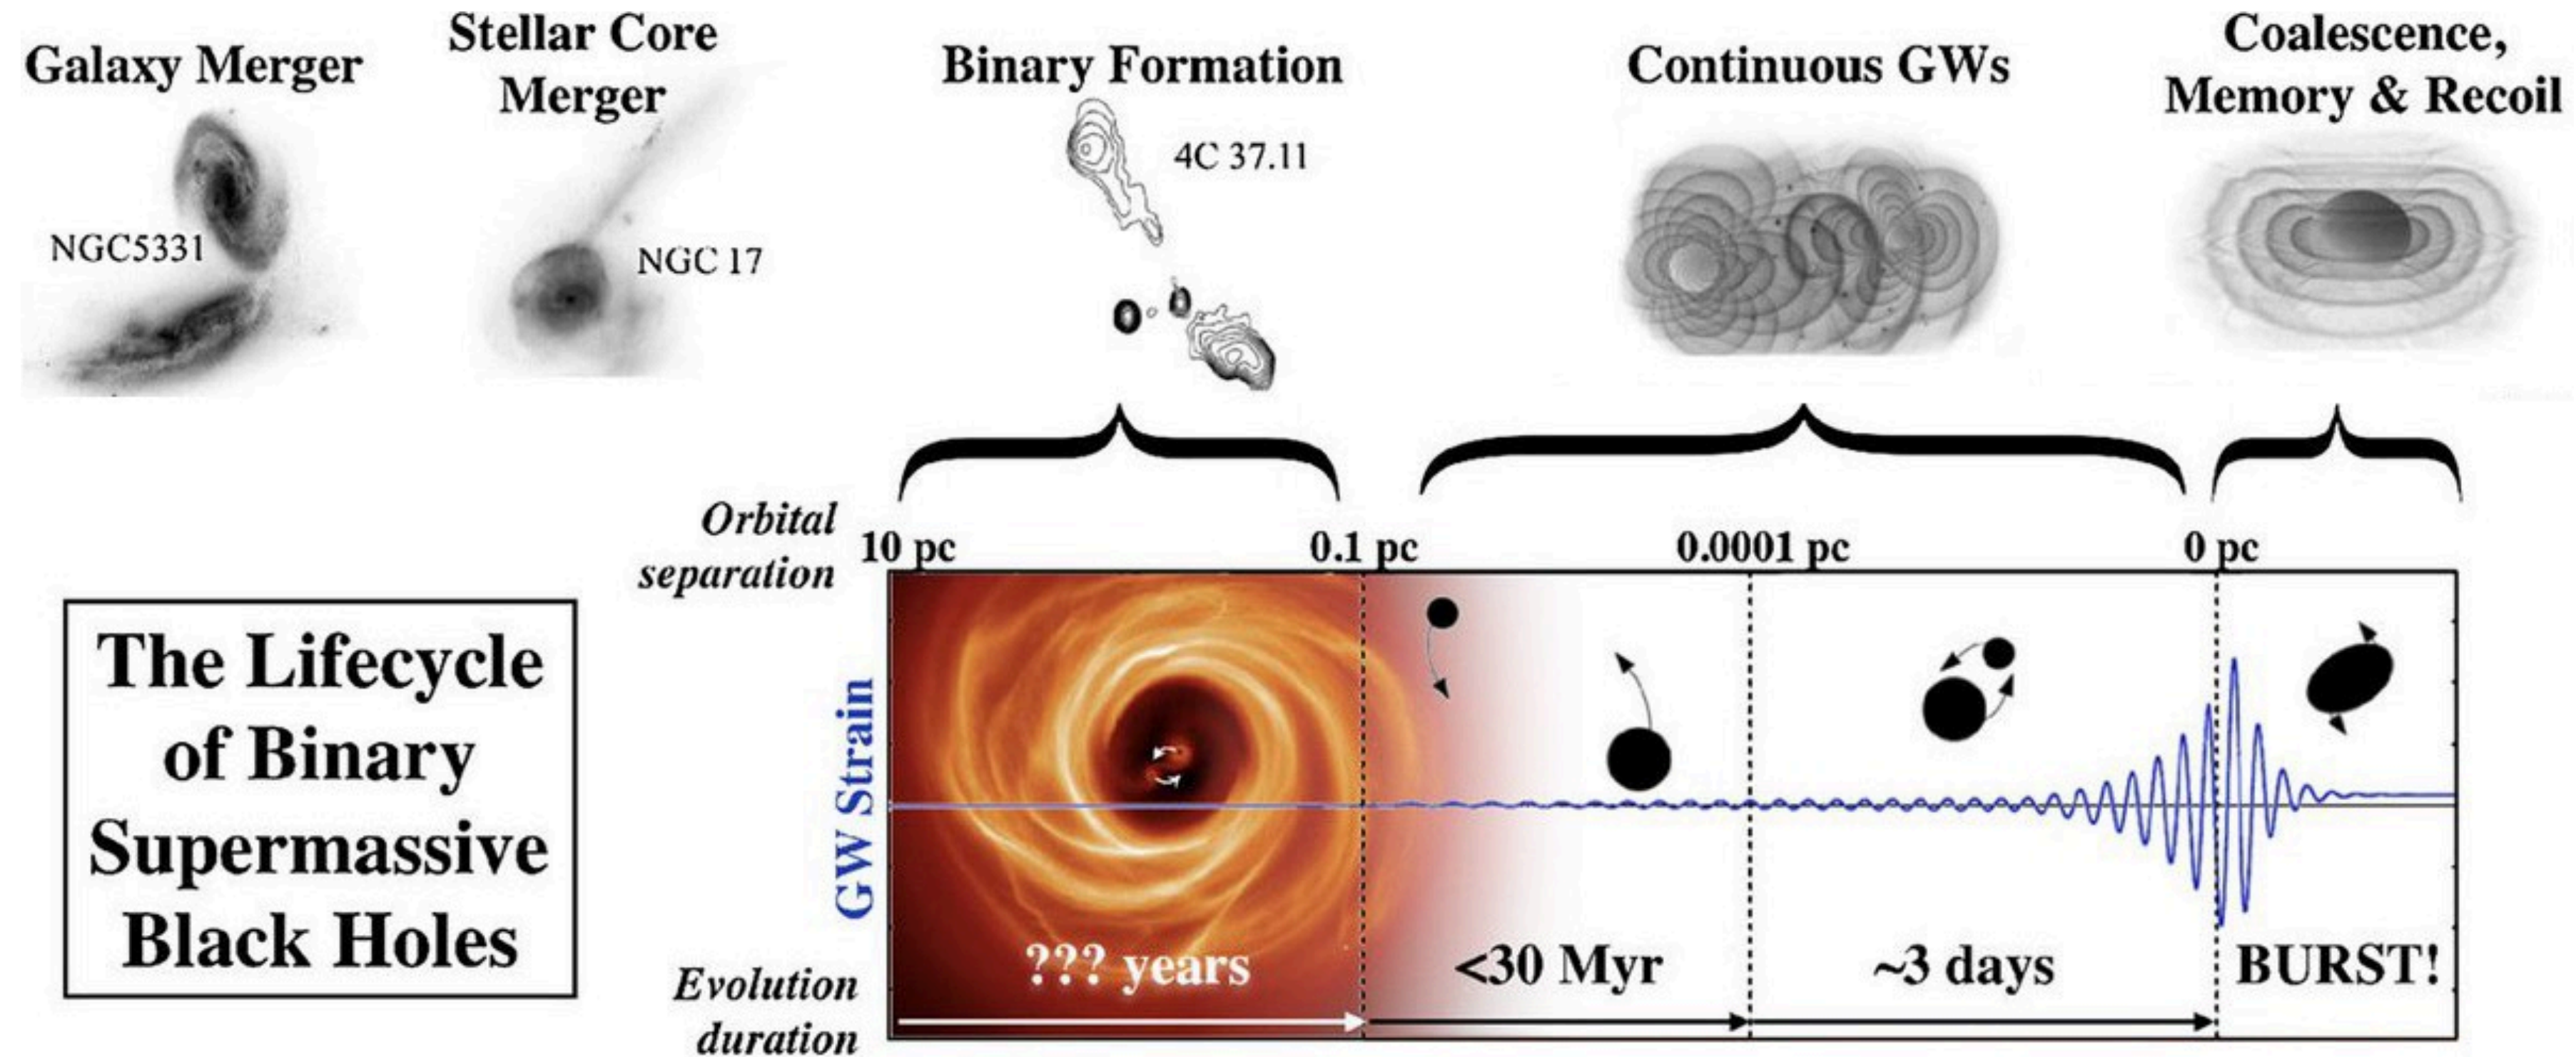 Galaxy Merger
Stellar Core
Merger
Binary Formation
Continuous GWs
Coalescence,
Memory & Recoil
NGC5331
NGC 17
4C 37.11
Orbital
separation
10 pc
0.1 pc
0.0001 pc
0 pc
The Lifecycle
of Binary
Supermassive
Black Holes
GW Strain
Evolution
duration
??? years
<30 Myr
~3 days
BURST!